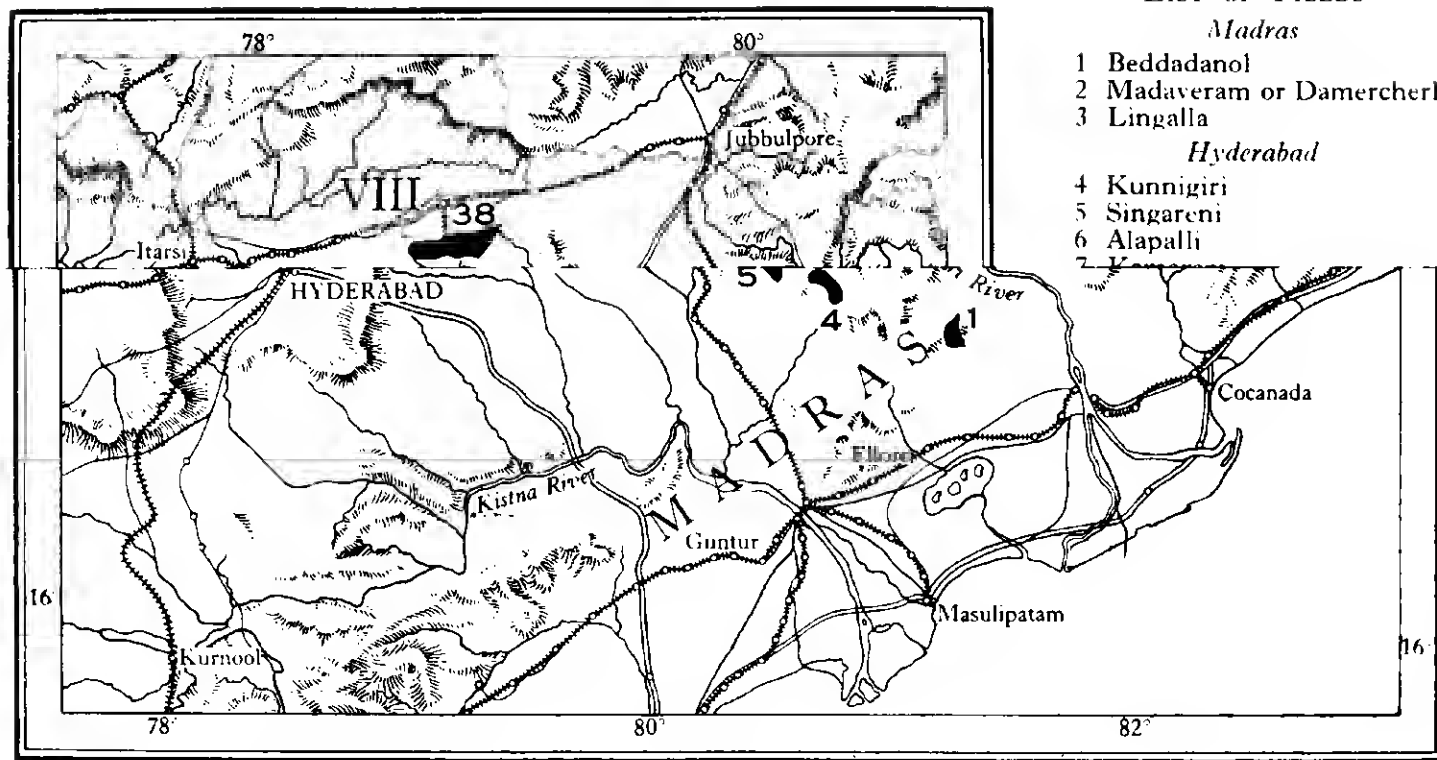 Madras
1 Beddadanol
2 Madaveram or Damercherl
3 Lingalla
Hyderabad
4 Kunnigiri
5 Singareni
6 Alapalli
78°
80°
Jubbulpore
VIII
38
Itarsi
HYDERABAD
5
4
River
1
MADRAS
Cocanada
Ellore
Kistna River
Guntur
16
Masulipatam
Kurnool
16
78°
80°
82°